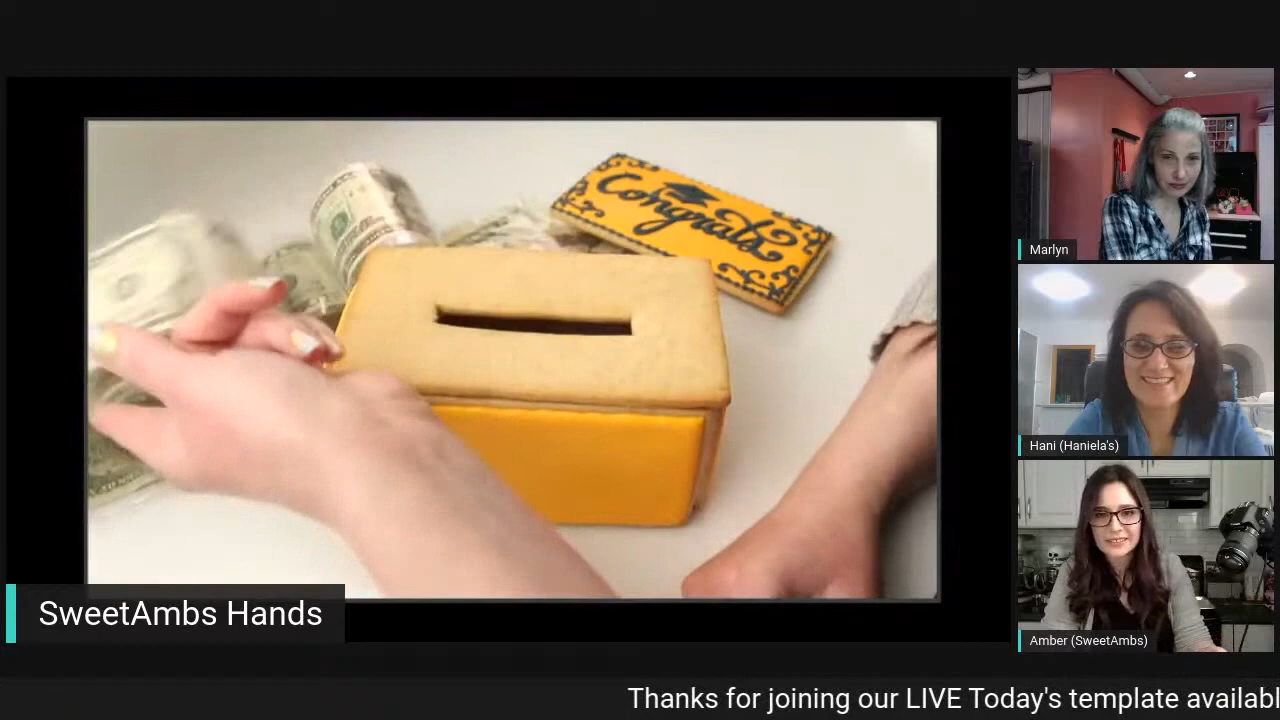 Congrats
SweetAmbs Hands
Marlyn
Hani (Haniela's)
Amber (SweetAmbs)
Thanks for joining our LIVE Today's template availabl